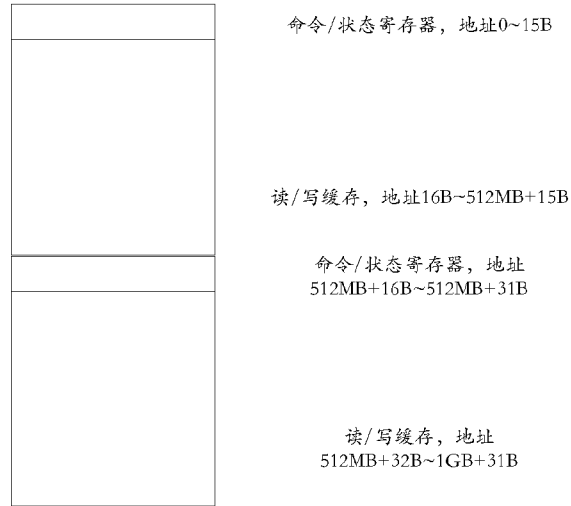 命令/状态寄存器，地址0~15B
读/写缓存，地址16B~512MB+15B
命令/状态寄存器，地址
512MB+16B~512MB+31B
读/写缓存，地址
512MB+32B~1GB+31B